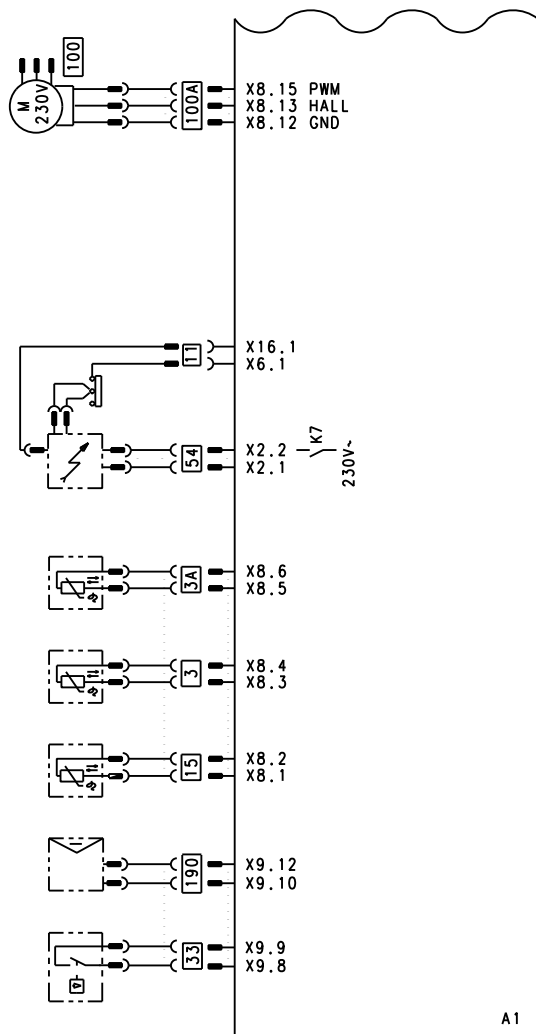 100
M
230V
100A
X8.15 PWM
X8.13 HALL
X8.12 GND
11
X16.1
X6.1
54
X2.2
X2.1
K7
230V~
3A
X8.6
X8.5
3
X8.4
X8.3
15
X8.2
X8.1
190
X9.12
X9.10
33
X9.9
X9.8
A1